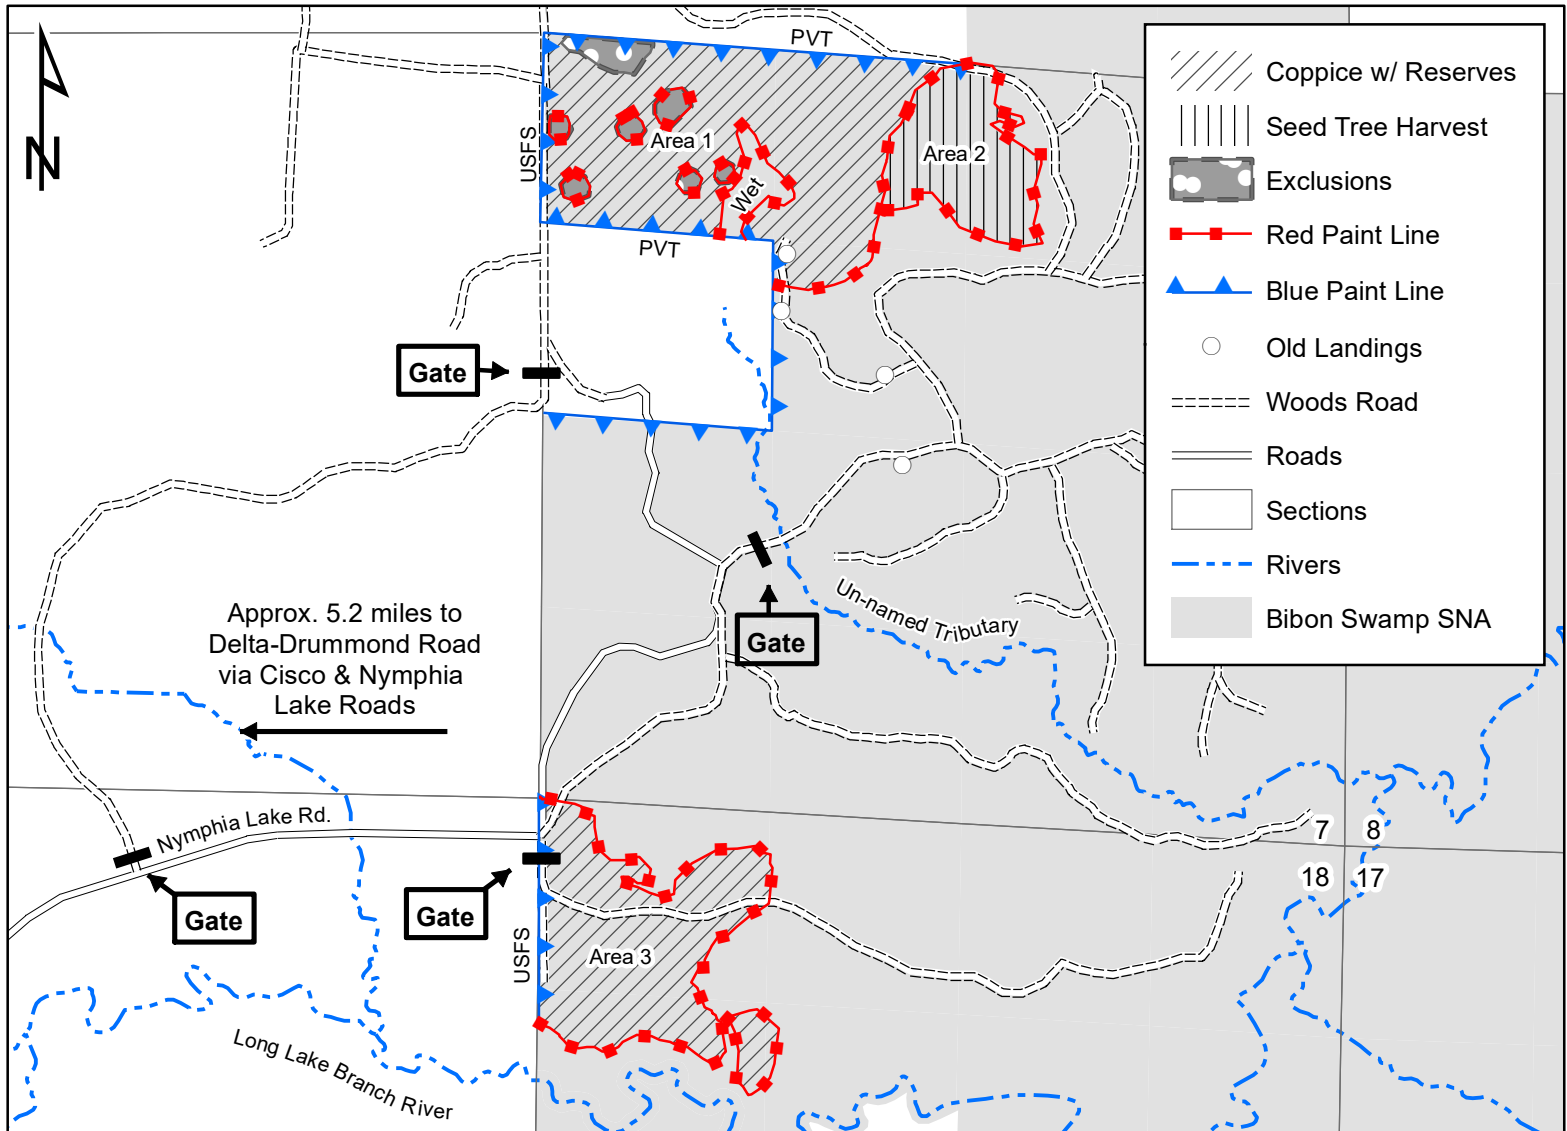 PVT
USFS
Area 1
Area 2
Wet
PVT
N
Gate
Un-named Tributary
Gate
Approx. 5.2 miles to
Delta-Drummond Road
via Cisco & Nymphia
Lake Roads
Nymphia Lake Rd.
Gate
Gate
Area 3
USFS
Long Lake Branch River
7
8
18
17
Coppice w/ Reserves
Seed Tree Harvest
Exclusions
Red Paint Line
Blue Paint Line
Old Landings
Woods Road
Roads
Sections
Rivers
Bibon Swamp SNA